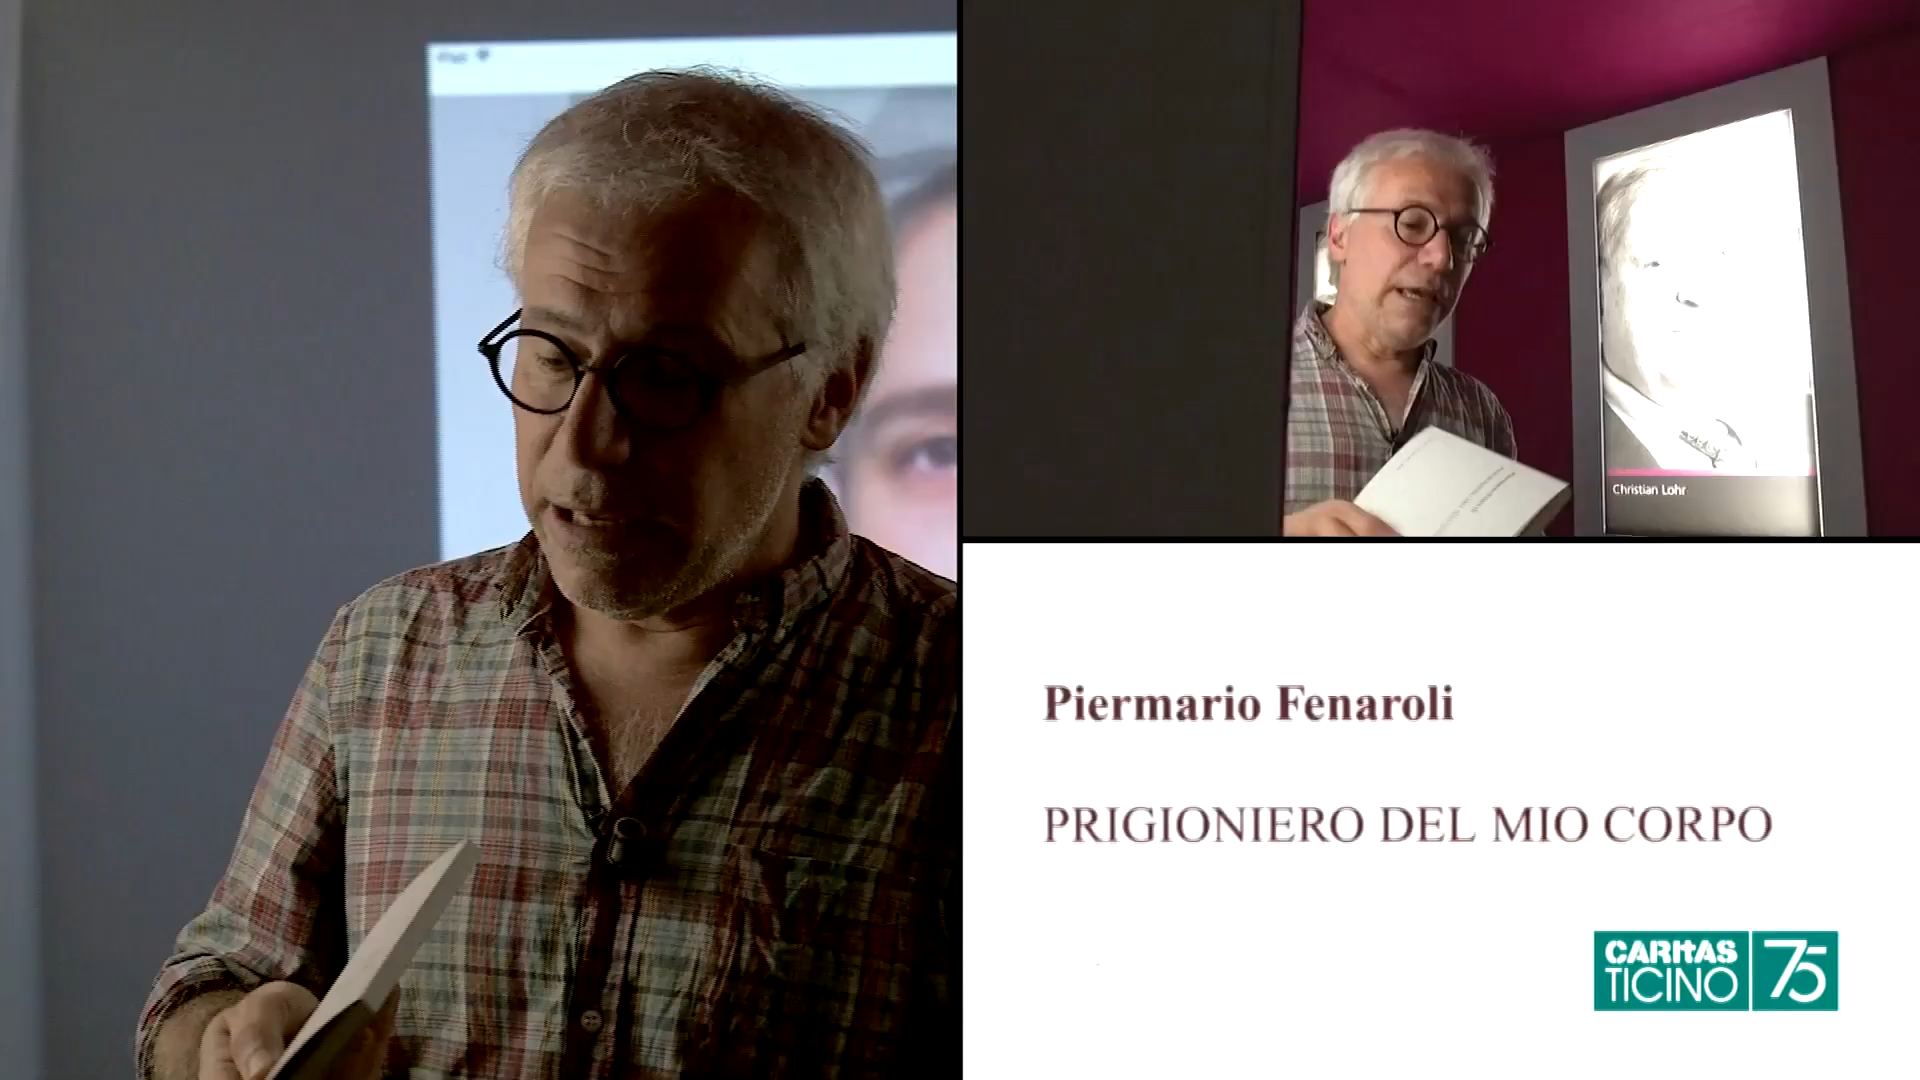 Christian Lohr
Piermario Fenaroli
PRIGIONIERO DEL MIO CORPO
CARITAS
TICINO
75